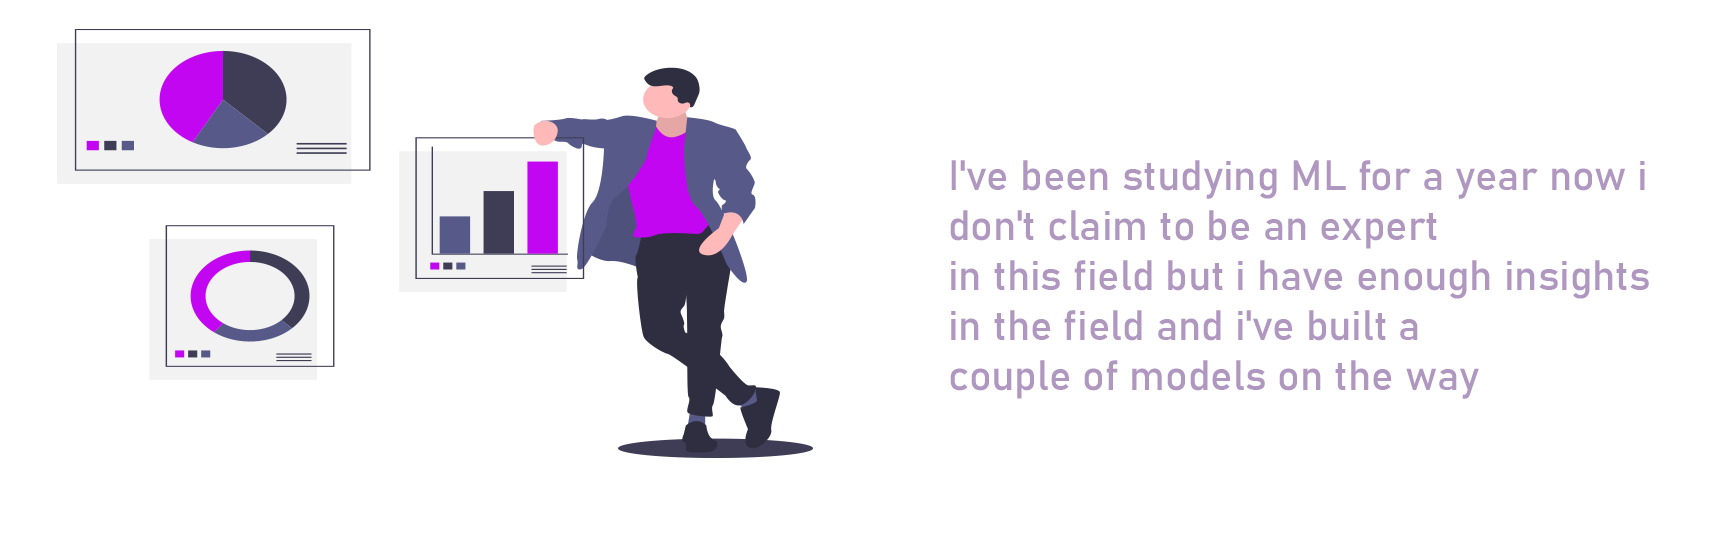 I've been studying ML for a year now i
don't claim to be an expert
in this field but i have enough insights
in the field and i've built a
couple of models on the way